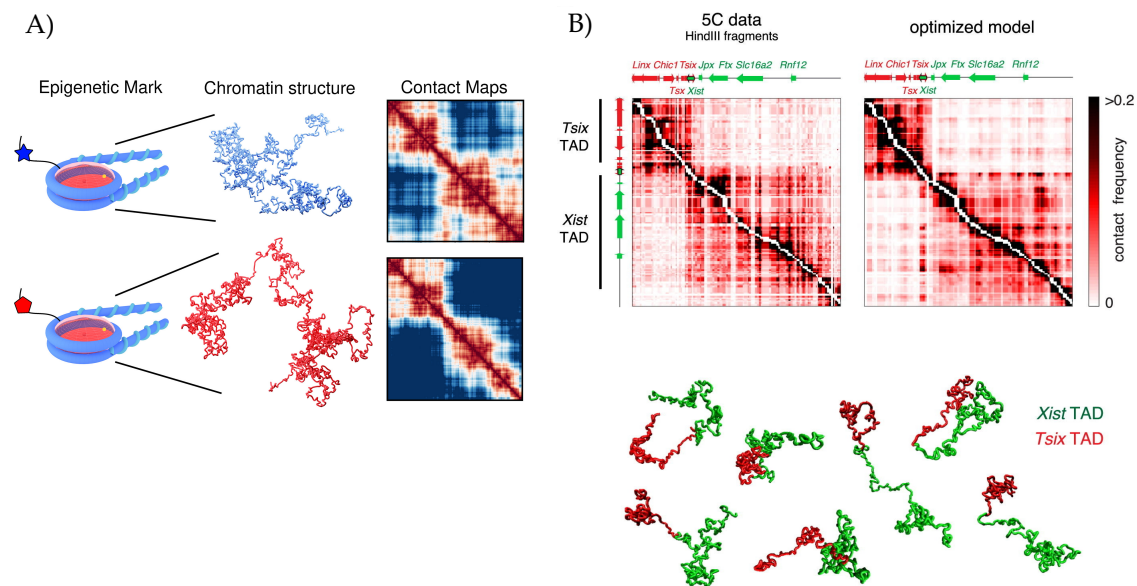 A)
Epigenetic Mark
Chromatin structure
Contact Maps
B)
5C data
HindIII fragments
optimized model
Linx Chic1 Tsix Jpx Ftx Slc16a2 Rnf12
Tsx Xist
Linx Chic1 Tsix Jpx Ftx Slc16a2 Rnf12
Tsx Xist
Tsix
TAD
Xist
TAD
>0.2
contact frequency
0
Xist TAD
Tsix TAD